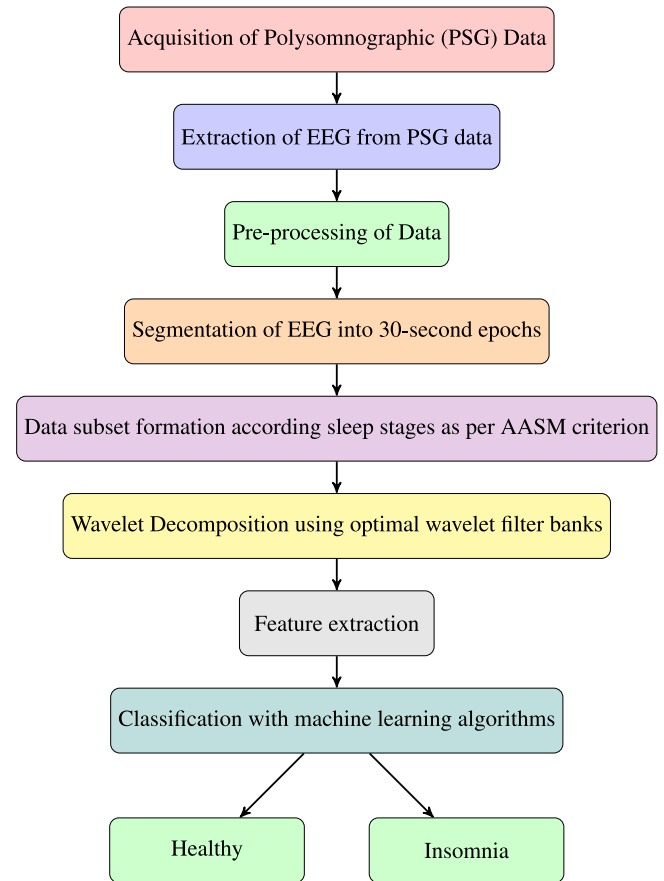 Acquisition of Polysomnographic (PSG) Data
Extraction of EEG from PSG data
Pre-processing of Data
Segmentation of EEG into 30-second epochs
Data subset formation according sleep stages as per AASM criterion
Wavelet Decomposition using optimal wavelet filter banks
Feature extraction
Classification with machine learning algorithms
Healthy
Insomnia